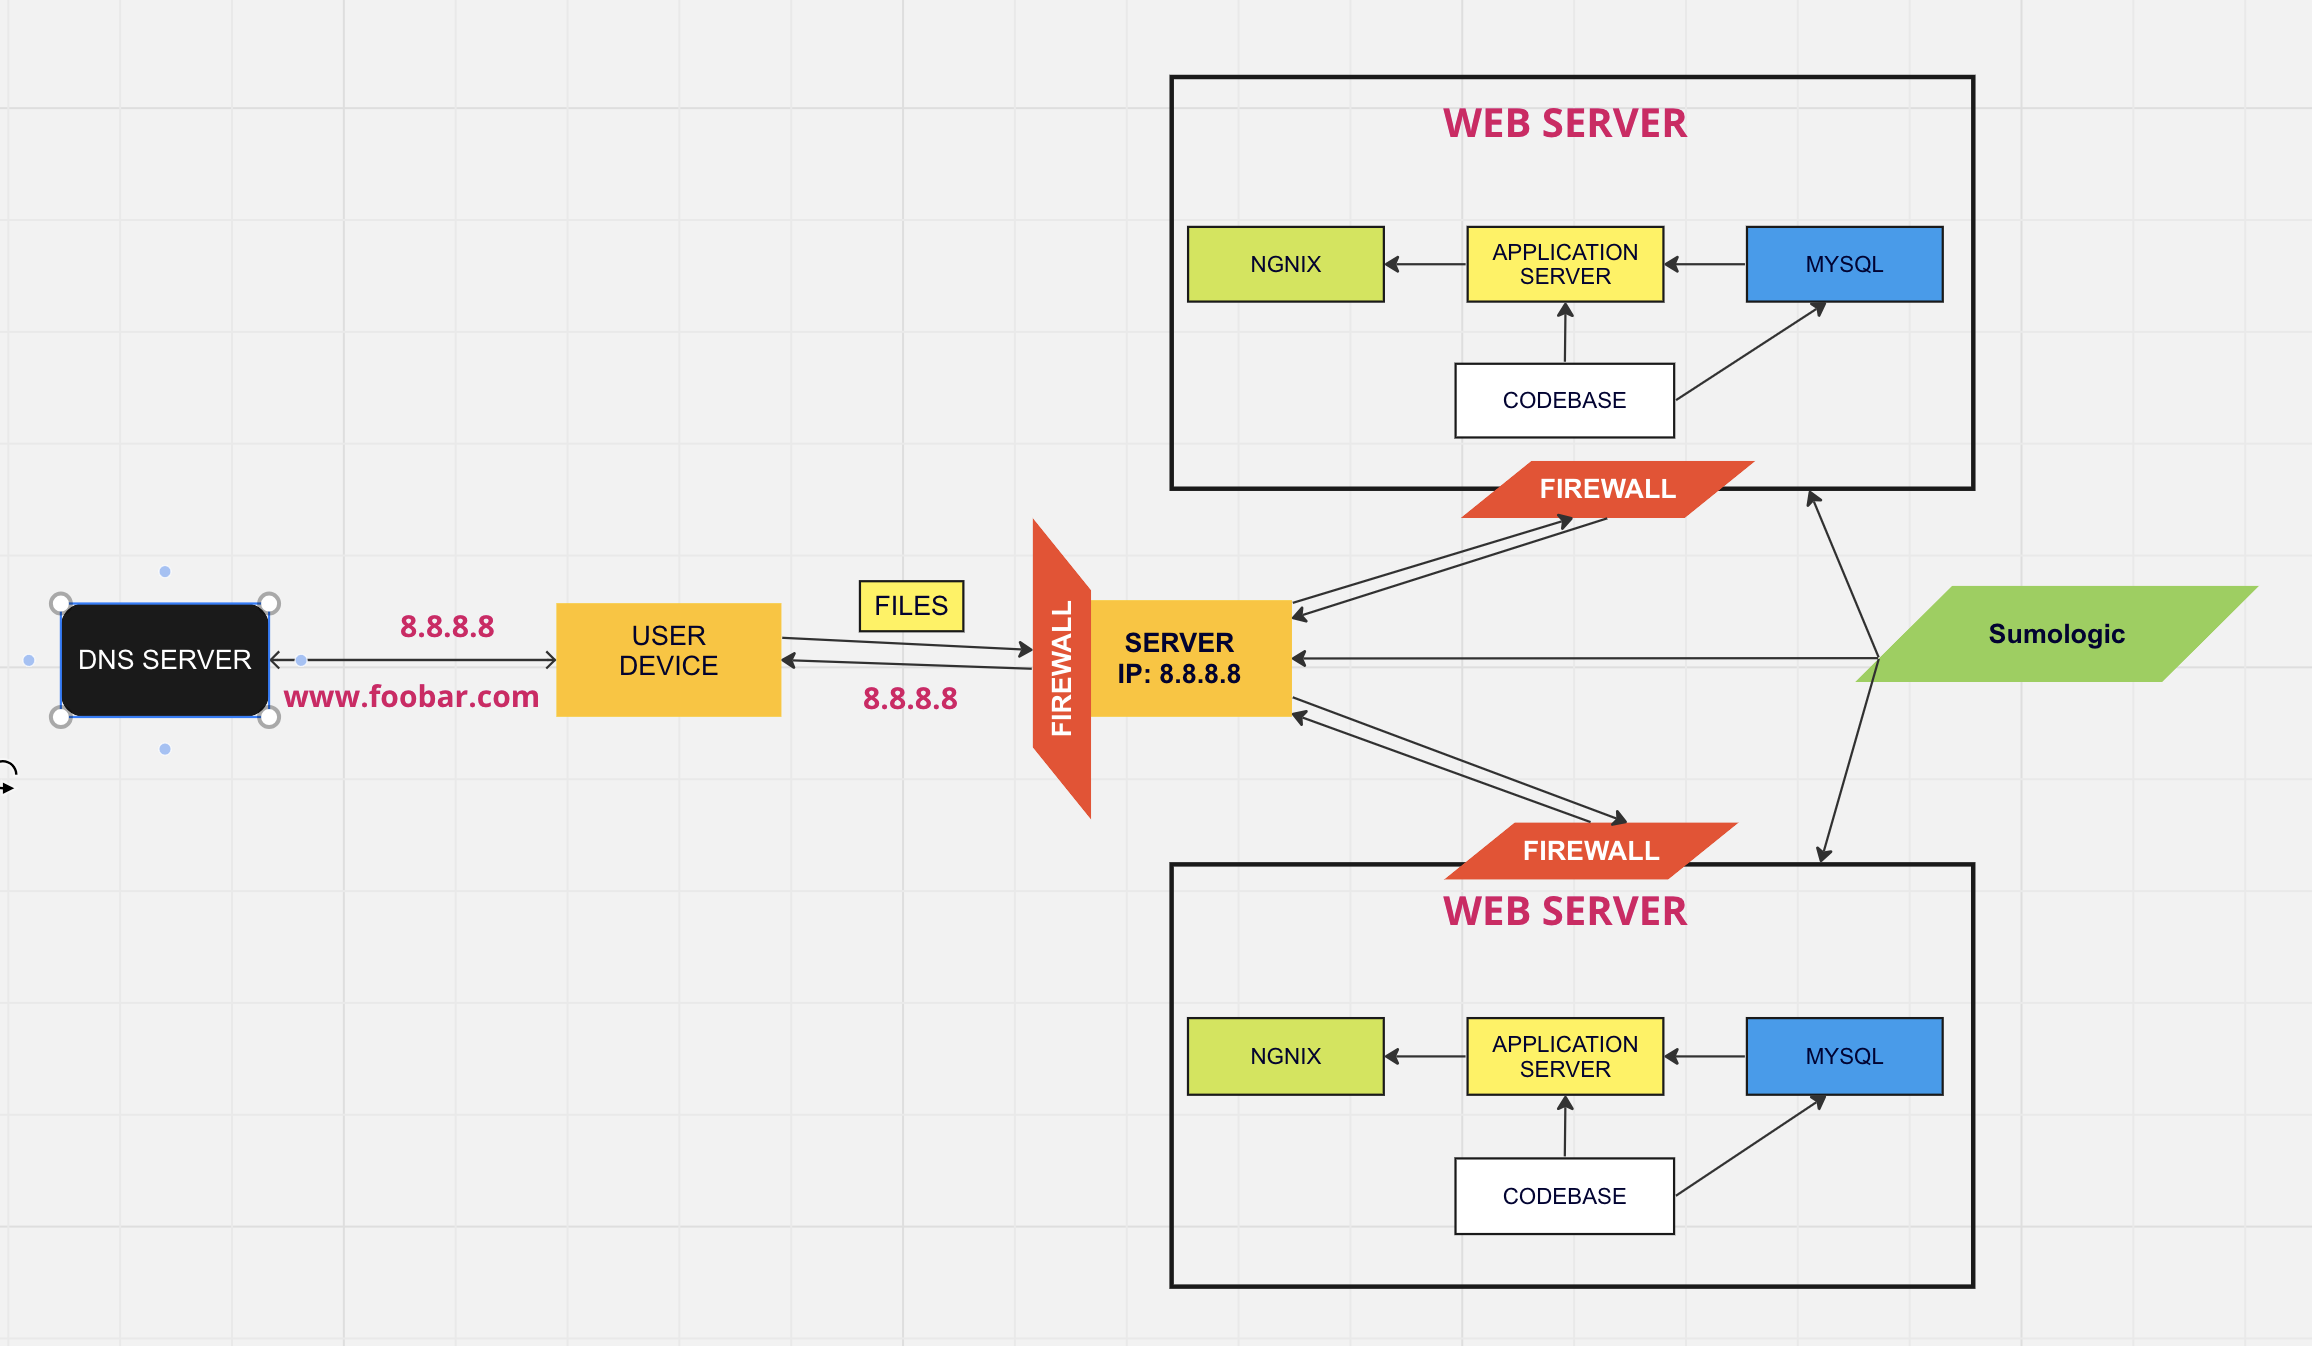 WEB SERVER
NGNIX
APPLICATION
SERVER
MYSQL
CODEBASE
FIREWALL
DNS SERVER
8.8.8.8
www.foobar.com
USER
DEVICE
FILES
8.8.8.8
FIREWALL
SERVER
IP: 8.8.8.8
Sumologic
FIREWALL
WEB SERVER
NGNIX
APPLICATION
SERVER
MYSQL
CODEBASE